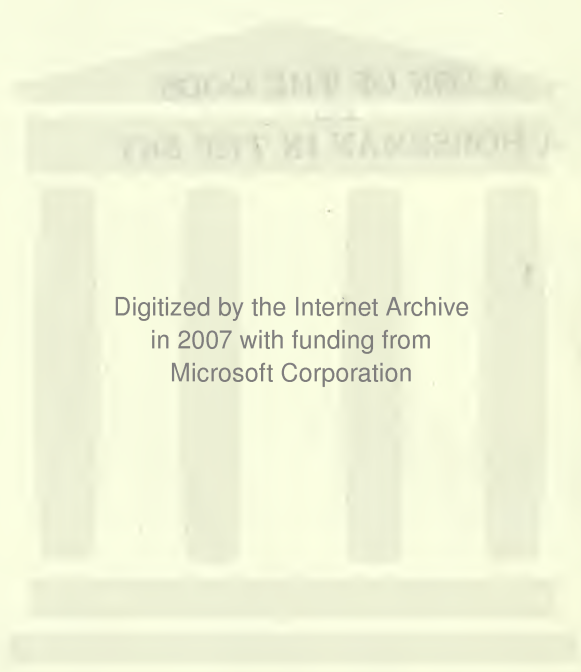 Digitized by the Internet Archive
in 2007 with funding from
Microsoft Corporation